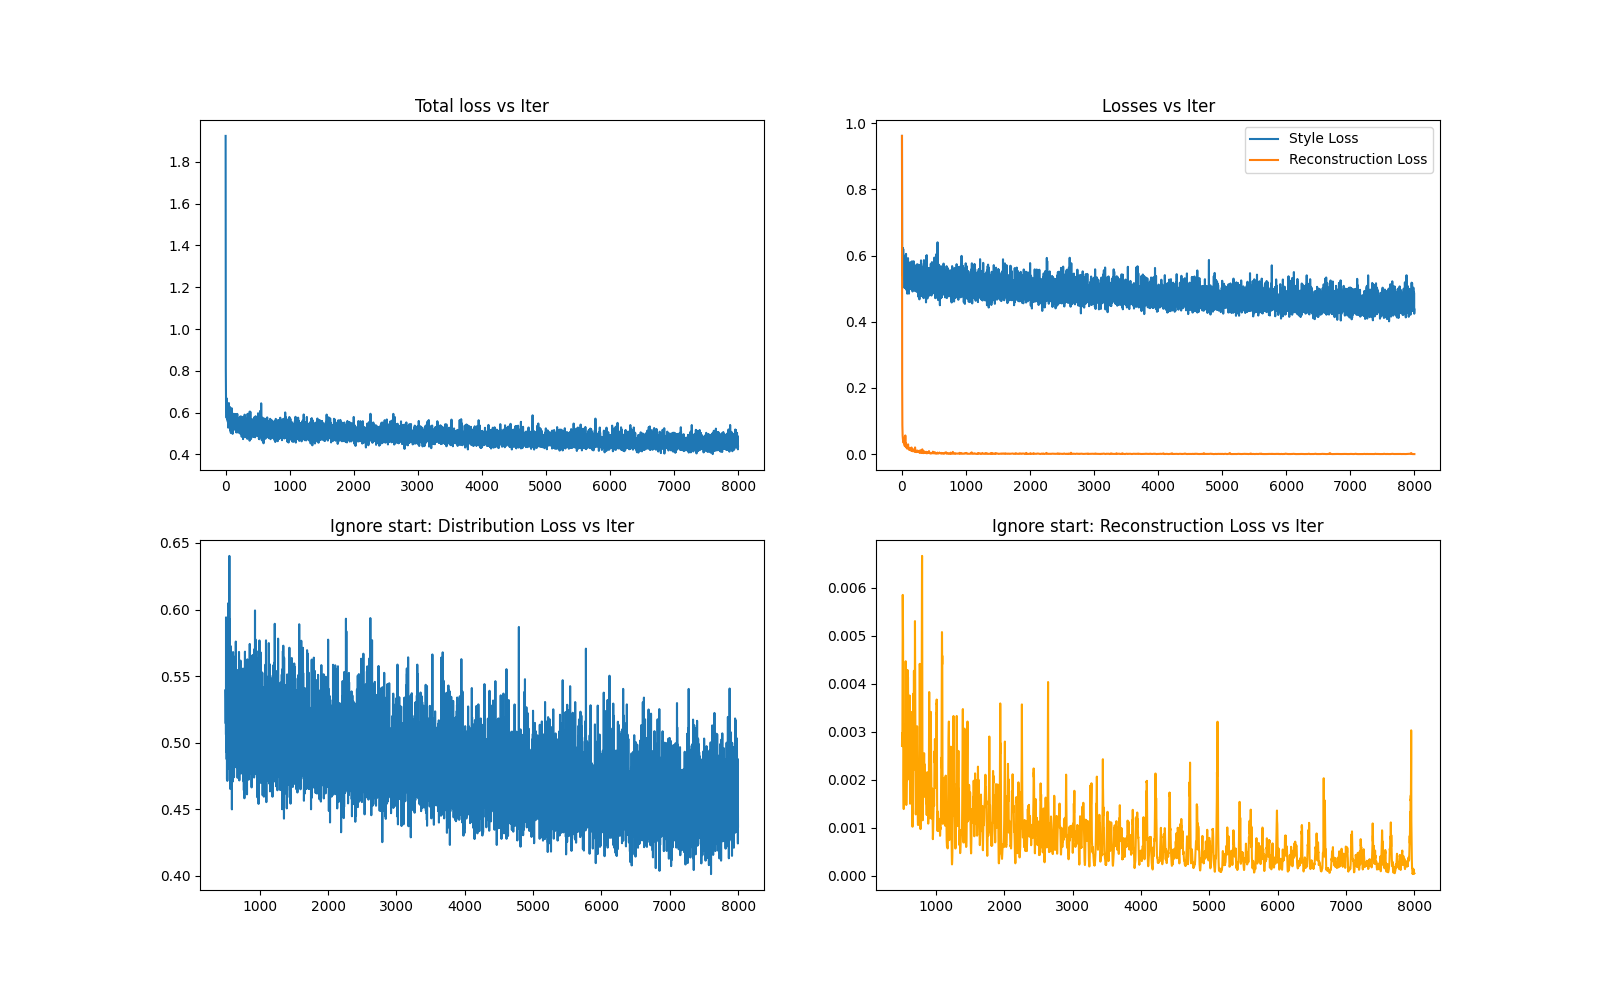 Total loss vs Iter
1.8
1.6
1.4
1.2
1.0
0.8
0.6
0.4
0 1000 2000 3000 4000 5000 6000 7000 8000
Losses vs Iter
Style Loss
Reconstruction Loss
1.0
0.8
0.6
0.4
0.2
0.0
0 1000 2000 3000 4000 5000 6000 7000 8000
Ignore start: Distribution Loss vs Iter
0.65
0.60
0.55
0.50
0.45
0.40
1000 2000 3000 4000 5000 6000 7000 8000
Ignore start: Reconstruction Loss vs Iter
0.006
0.005
0.004
0.003
0.002
0.001
0.000
1000 2000 3000 4000 5000 6000 7000 8000